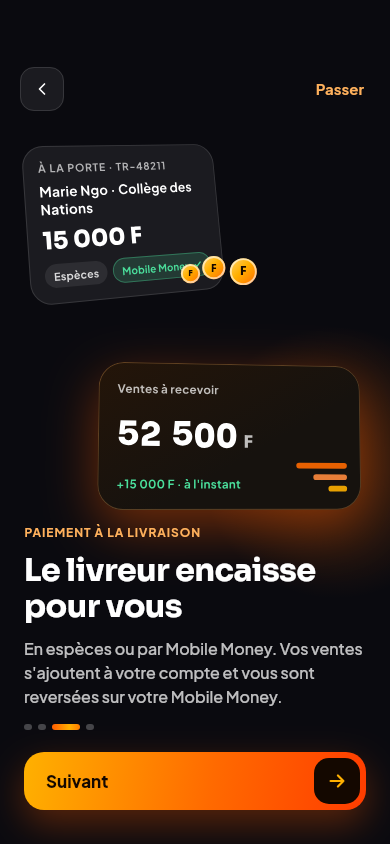 Passer
À LA PORTE · TR-48211
Marie Ngo · Collège des
Nations
15 000 F
Espèces
Mobile Money
F
F
F
Ventes à recevoir
52 500 F
+15 000 F · à l'instant
PAIEMENT À LA LIVRAISON
Le livreur encaisse
pour vous
En espèces ou par Mobile Money. Vos ventes
s'ajoutent à votre compte et vous sont
reversées sur votre Mobile Money.
Suivant